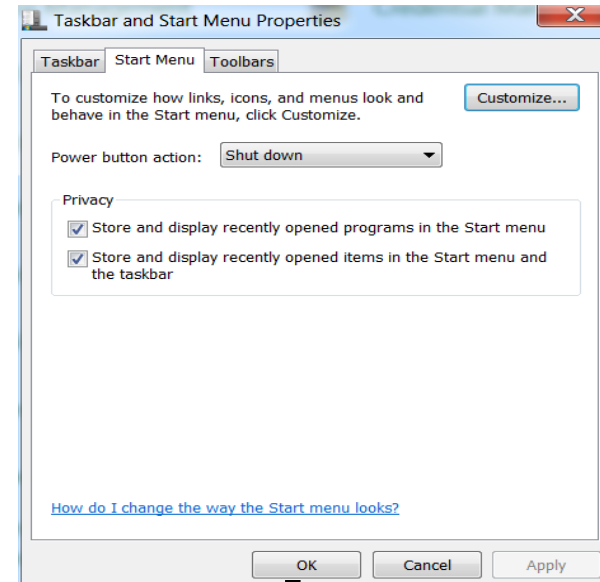 Taskbar and Start Menu Properties
Taskbar Start Menu Toolbars
To customize how links, icons, and menus look and
behave in the Start menu, click Customize.
Customize...
Power button action: Shut down
Privacy
Store and display recently opened programs in the Start menu
Store and display recently opened items in the Start menu and
the taskbar
How do I change the way the Start menu looks?
OK Cancel Apply